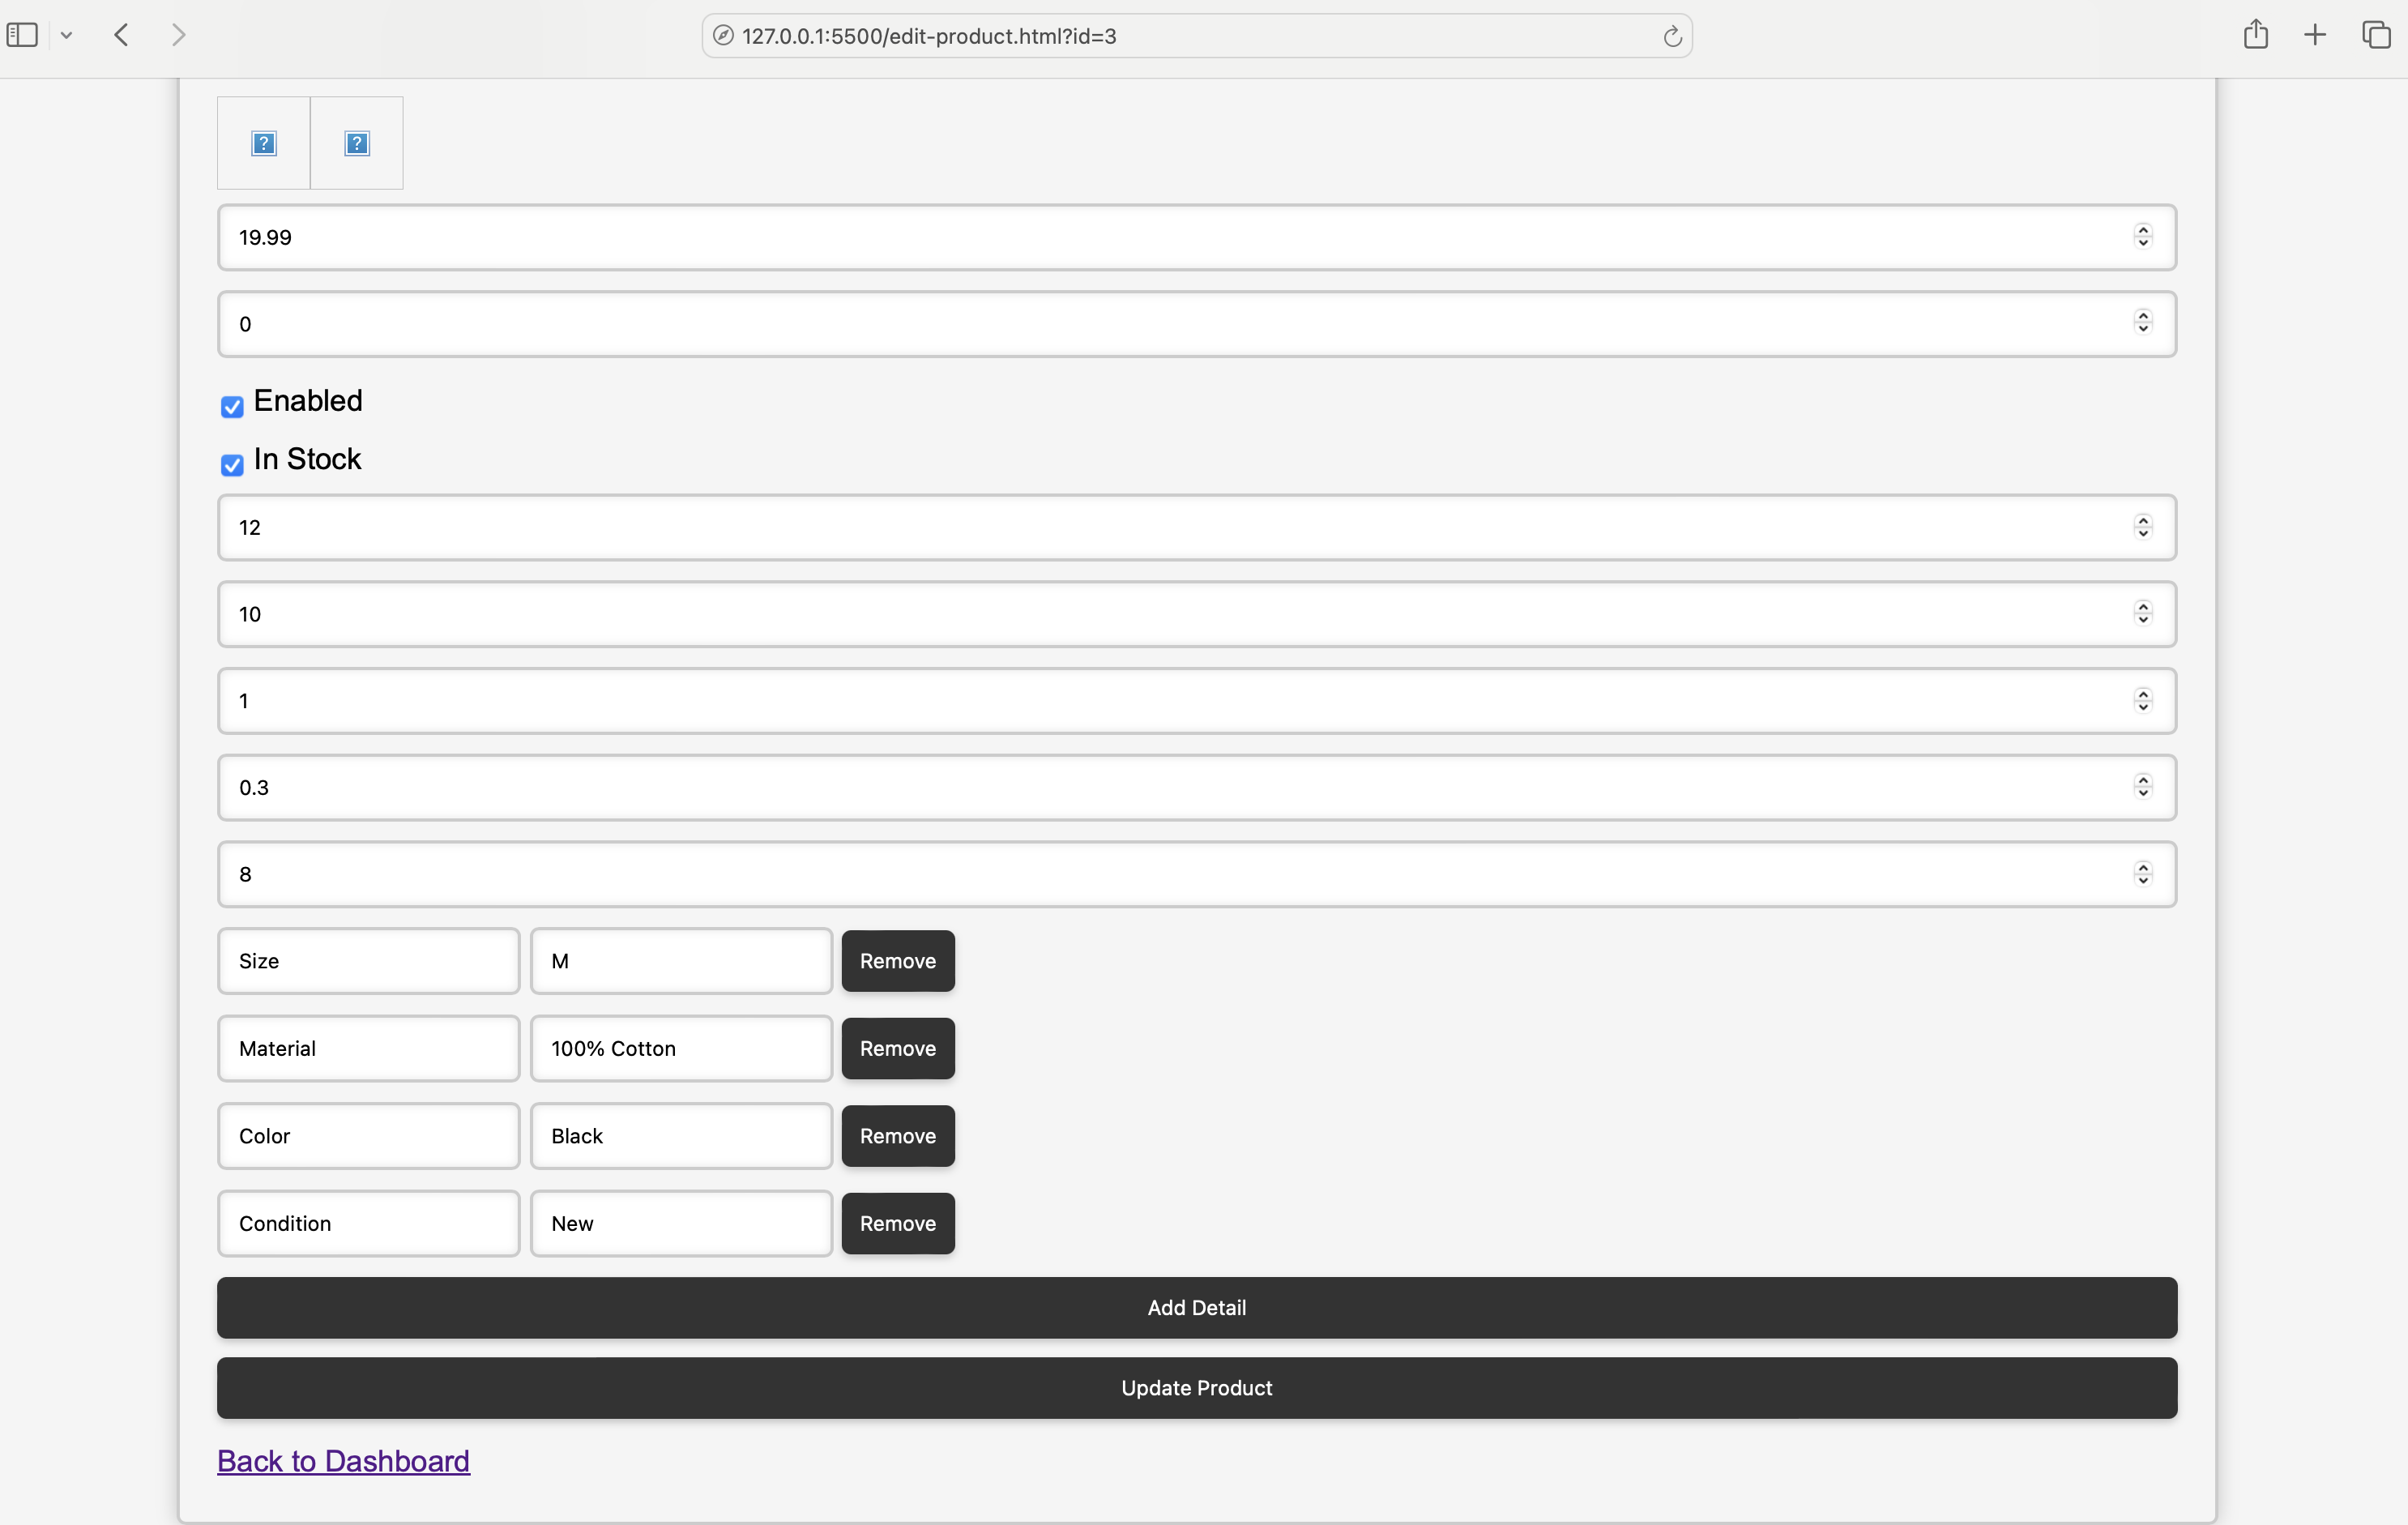 127.0.0.1:5500/edit-product.html?id=3
? ?
19.99
0
Enabled
In Stock
12
10
1
0.3
8
Size M Remove
Material 100% Cotton Remove
Color Black Remove
Condition New Remove
Add Detail
Update Product
Back to Dashboard